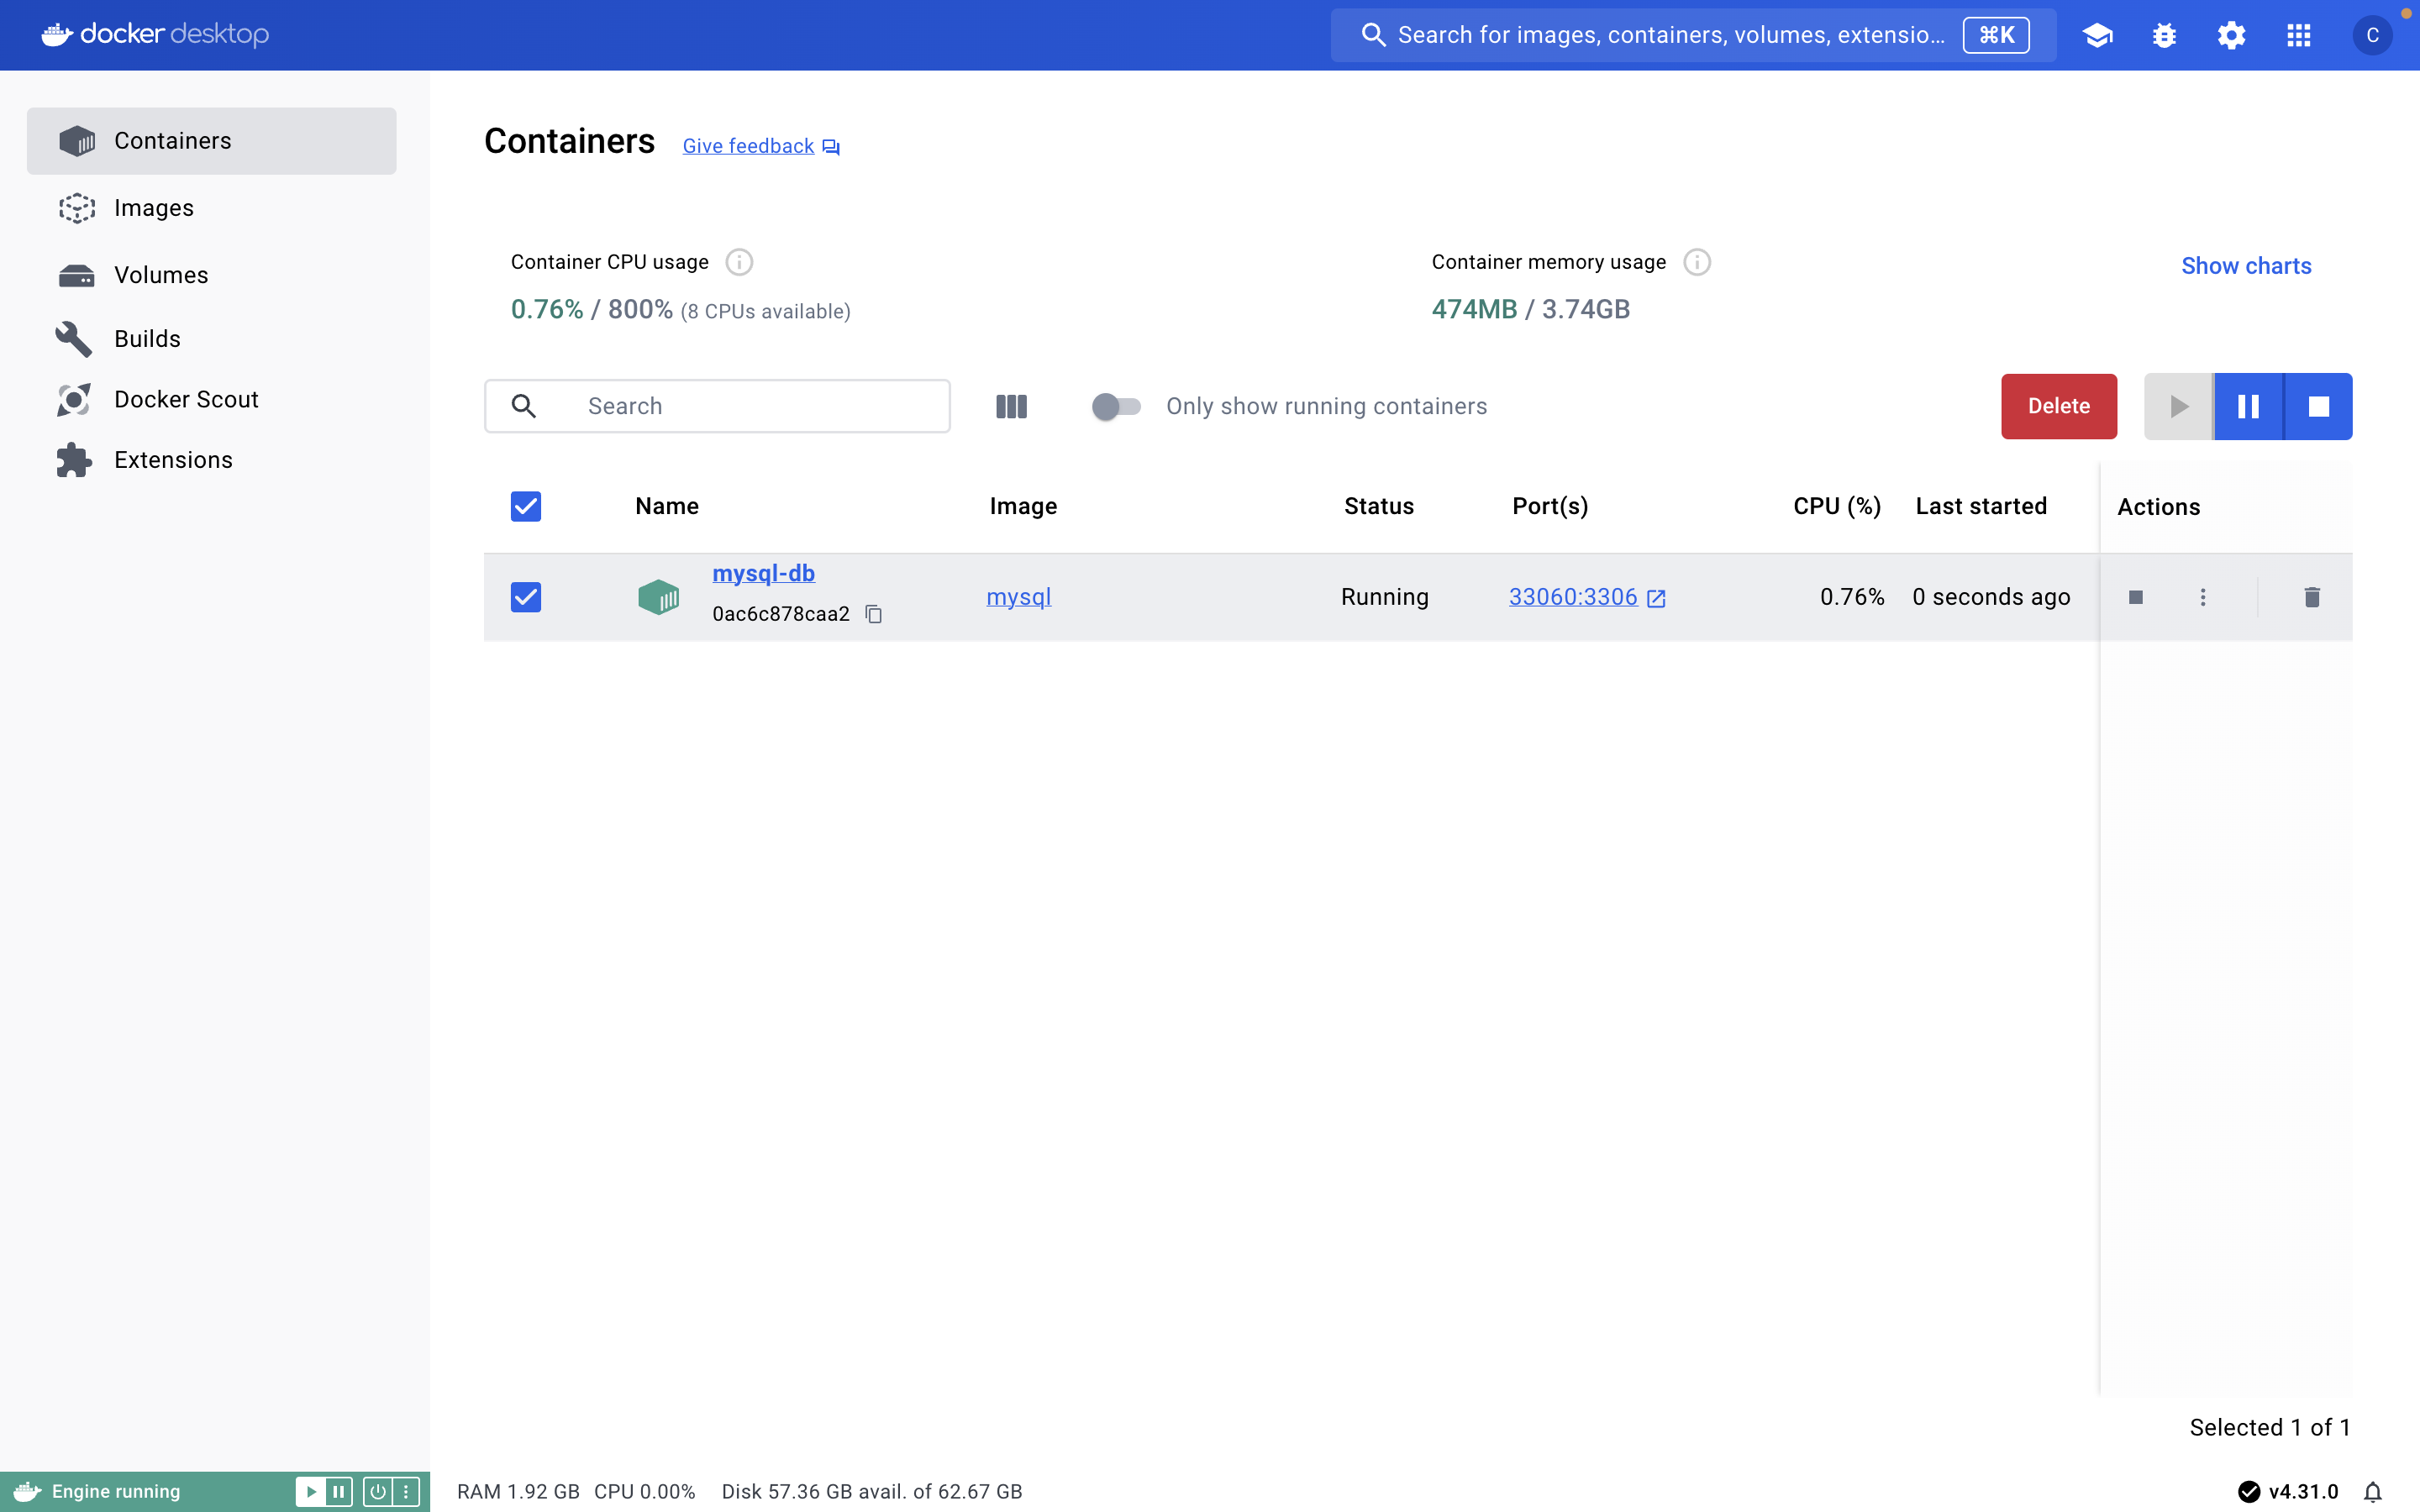 docker desktop
Search for images, containers, volumes, extensio...
⌘K
C
Containers
Images
Volumes
Builds
Docker Scout
Extensions
Containers
Give feedback
Container CPU usage
0.76% / 800% (8 CPUs available)
Container memory usage
474MB / 3.74GB
Show charts
Search
Only show running containers
Delete
Name Image Status Port(s) CPU (%) Last started Actions
mysql-db
0ac6c878caa2
mysql Running 33060:3306 0.76% 0 seconds ago
Selected 1 of 1
Engine running
RAM 1.92 GB CPU 0.00% Disk 57.36 GB avail. of 62.67 GB
v4.31.0